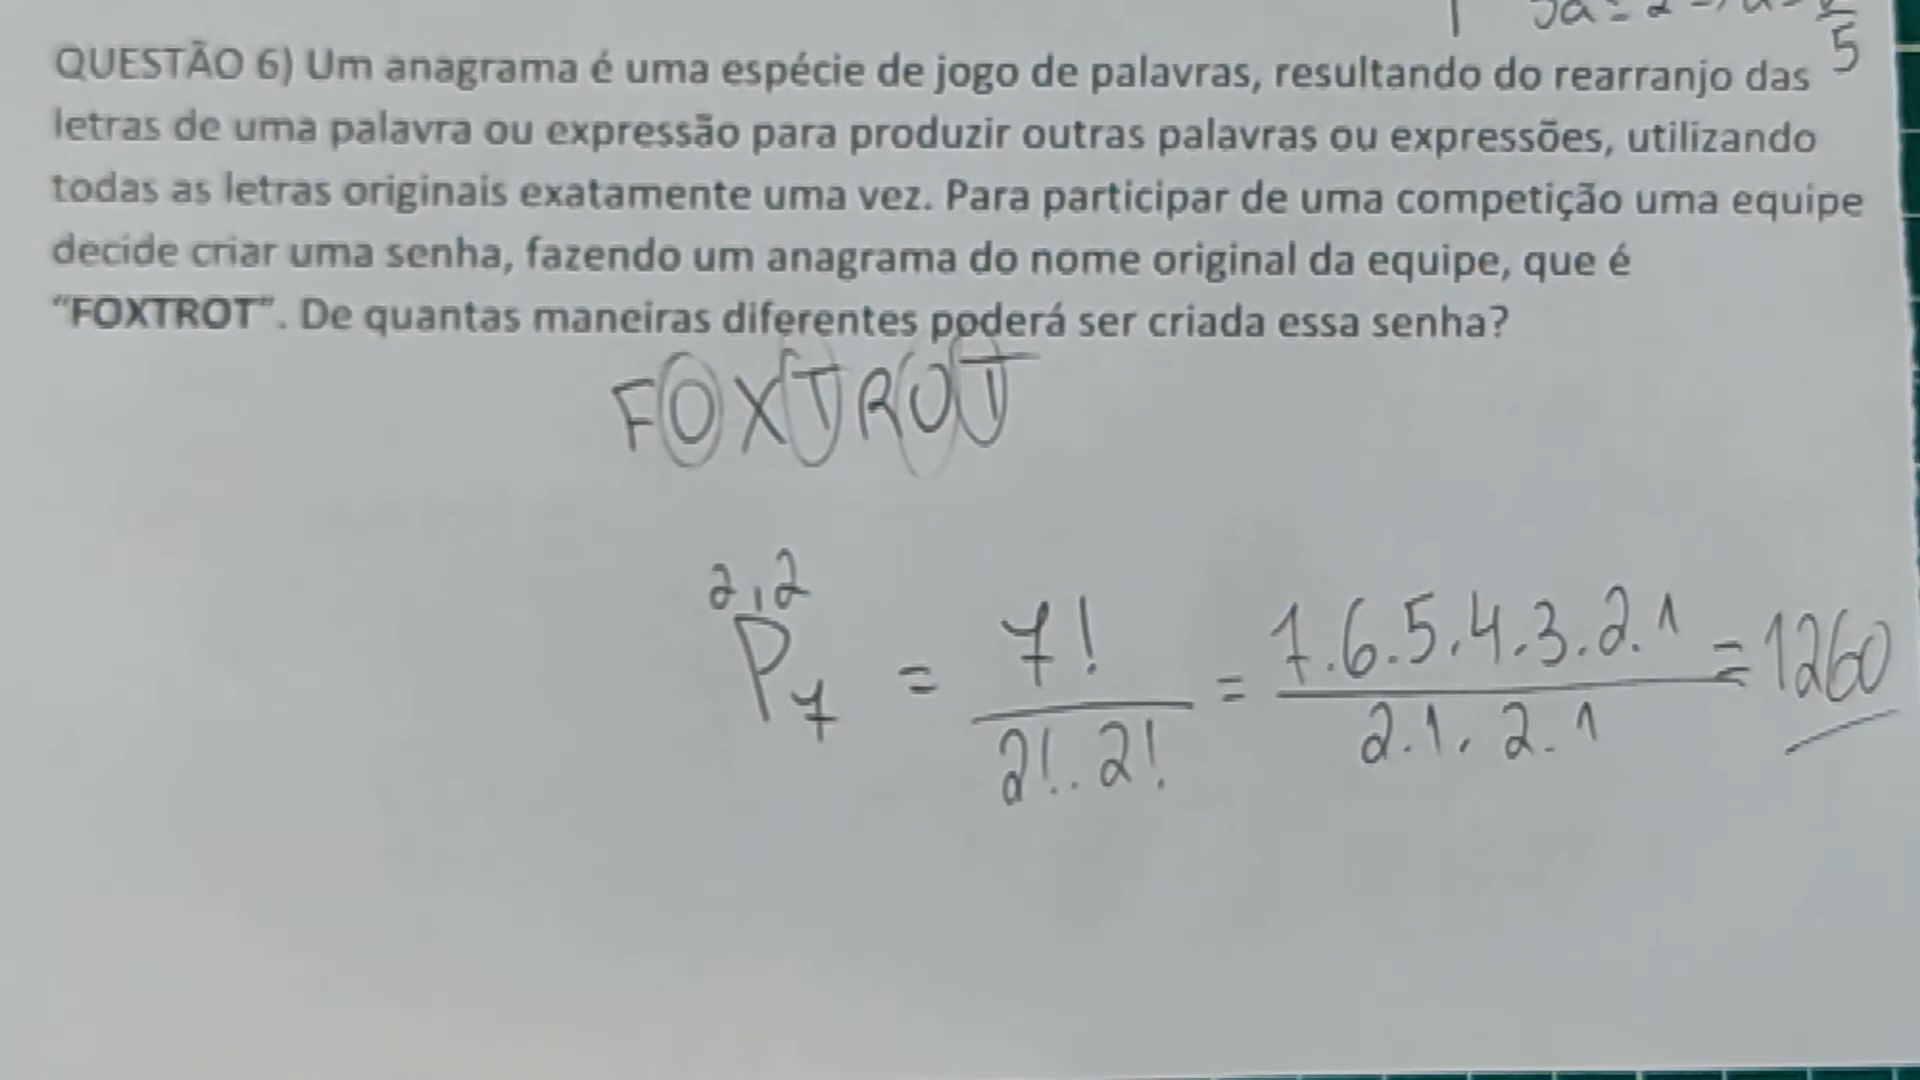 5
QUESTÃO 6) Um anagrama é uma espécie de jogo de palavras, resultando do rearranjo das
letras de uma palavra ou expressão para produzir outras palavras ou expressões, utilizando
todas as letras originais exatamente uma vez. Para participar de uma competição uma equipe
decide criar uma senha, fazendo um anagrama do nome original da equipe, que é
“FOXTROT”. De quantas maneiras diferentes poderá ser criada essa senha?
FOXTROT
2,2
P7 = 7! / 2!.2! = 7.6.5.4.3.2.1 / 2.1.2.1 = 1260